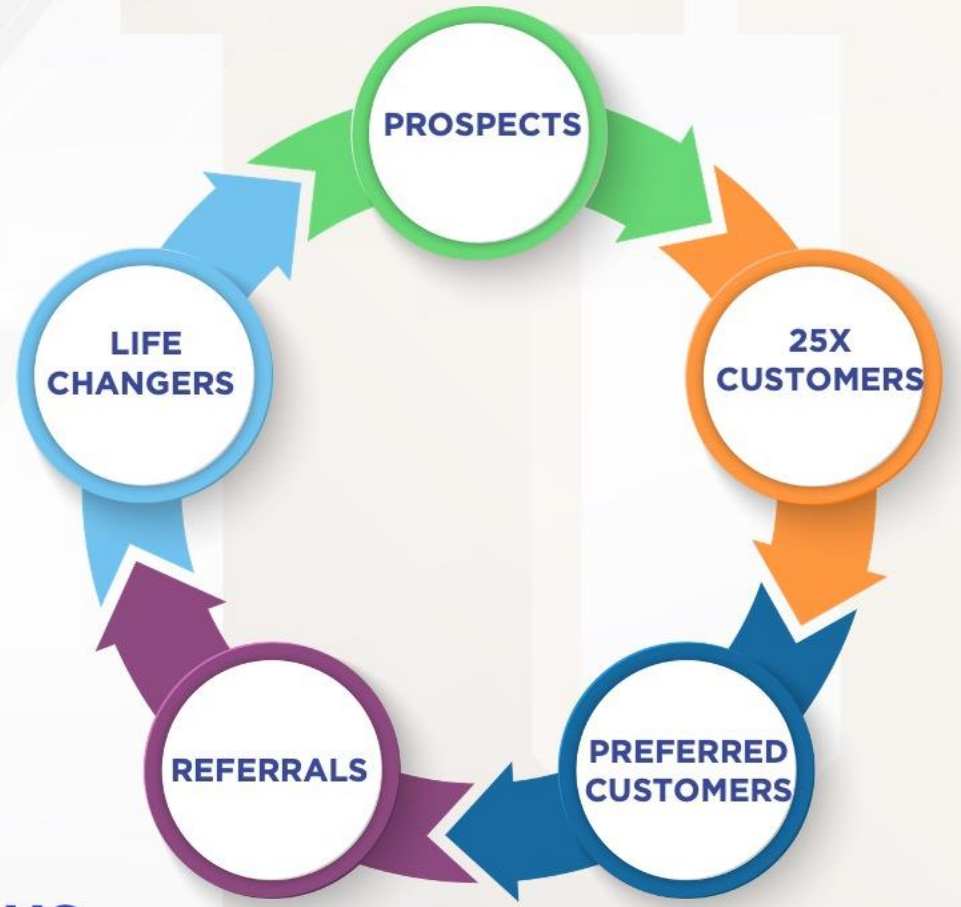 PROSPECTS
25X
CUSTOMERS
PREFERRED
CUSTOMERS
REFERRALS
LIFE
CHANGERS